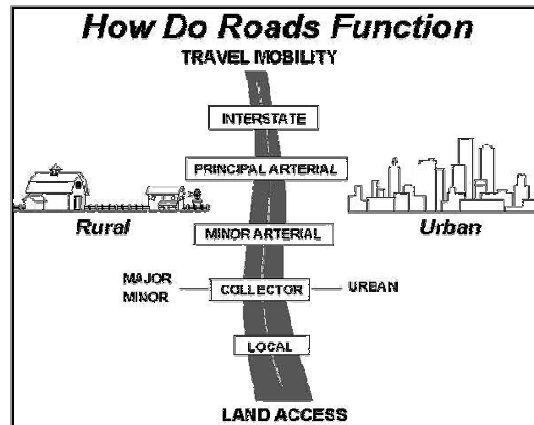 How Do Roads Function
TRAVEL MOBILITY
INTERSTATE
PRINCIPAL ARTERIAL
Rural
Urban
MINOR ARTERIAL
MAJOR
MINOR
COLLECTOR
URBAN
LOCAL
LAND ACCESS